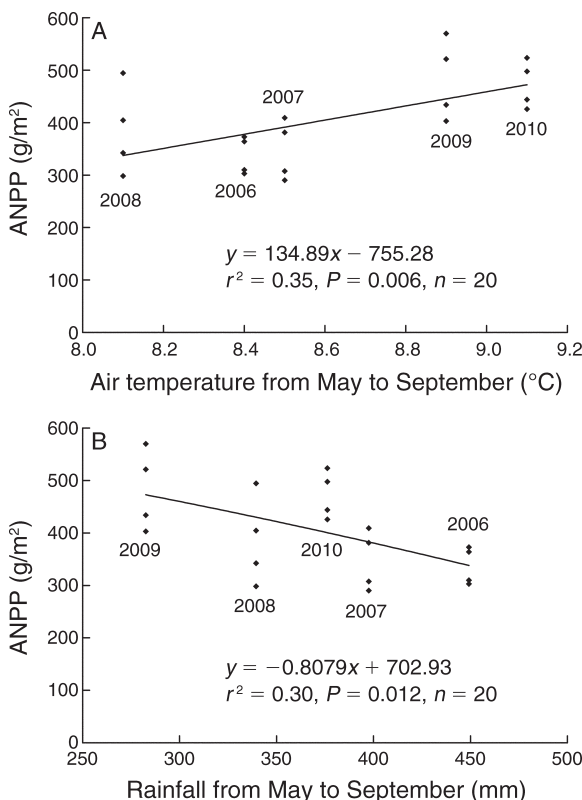 A
600
500
400
300
200
100
0
ANPP (g/m²)
2007
2009
2010
2006
2008
y = 134.89x − 755.28
r² = 0.35, P = 0.006, n = 20
8.0 8.2 8.4 8.6 8.8 9.0 9.2
Air temperature from May to September (°C)
B
600
500
400
300
200
100
0
ANPP (g/m²)
2006
2009
2010
2008
2007
y = −0.8079x + 702.93
r² = 0.30, P = 0.012, n = 20
250 300 350 400 450 500
Rainfall from May to September (mm)